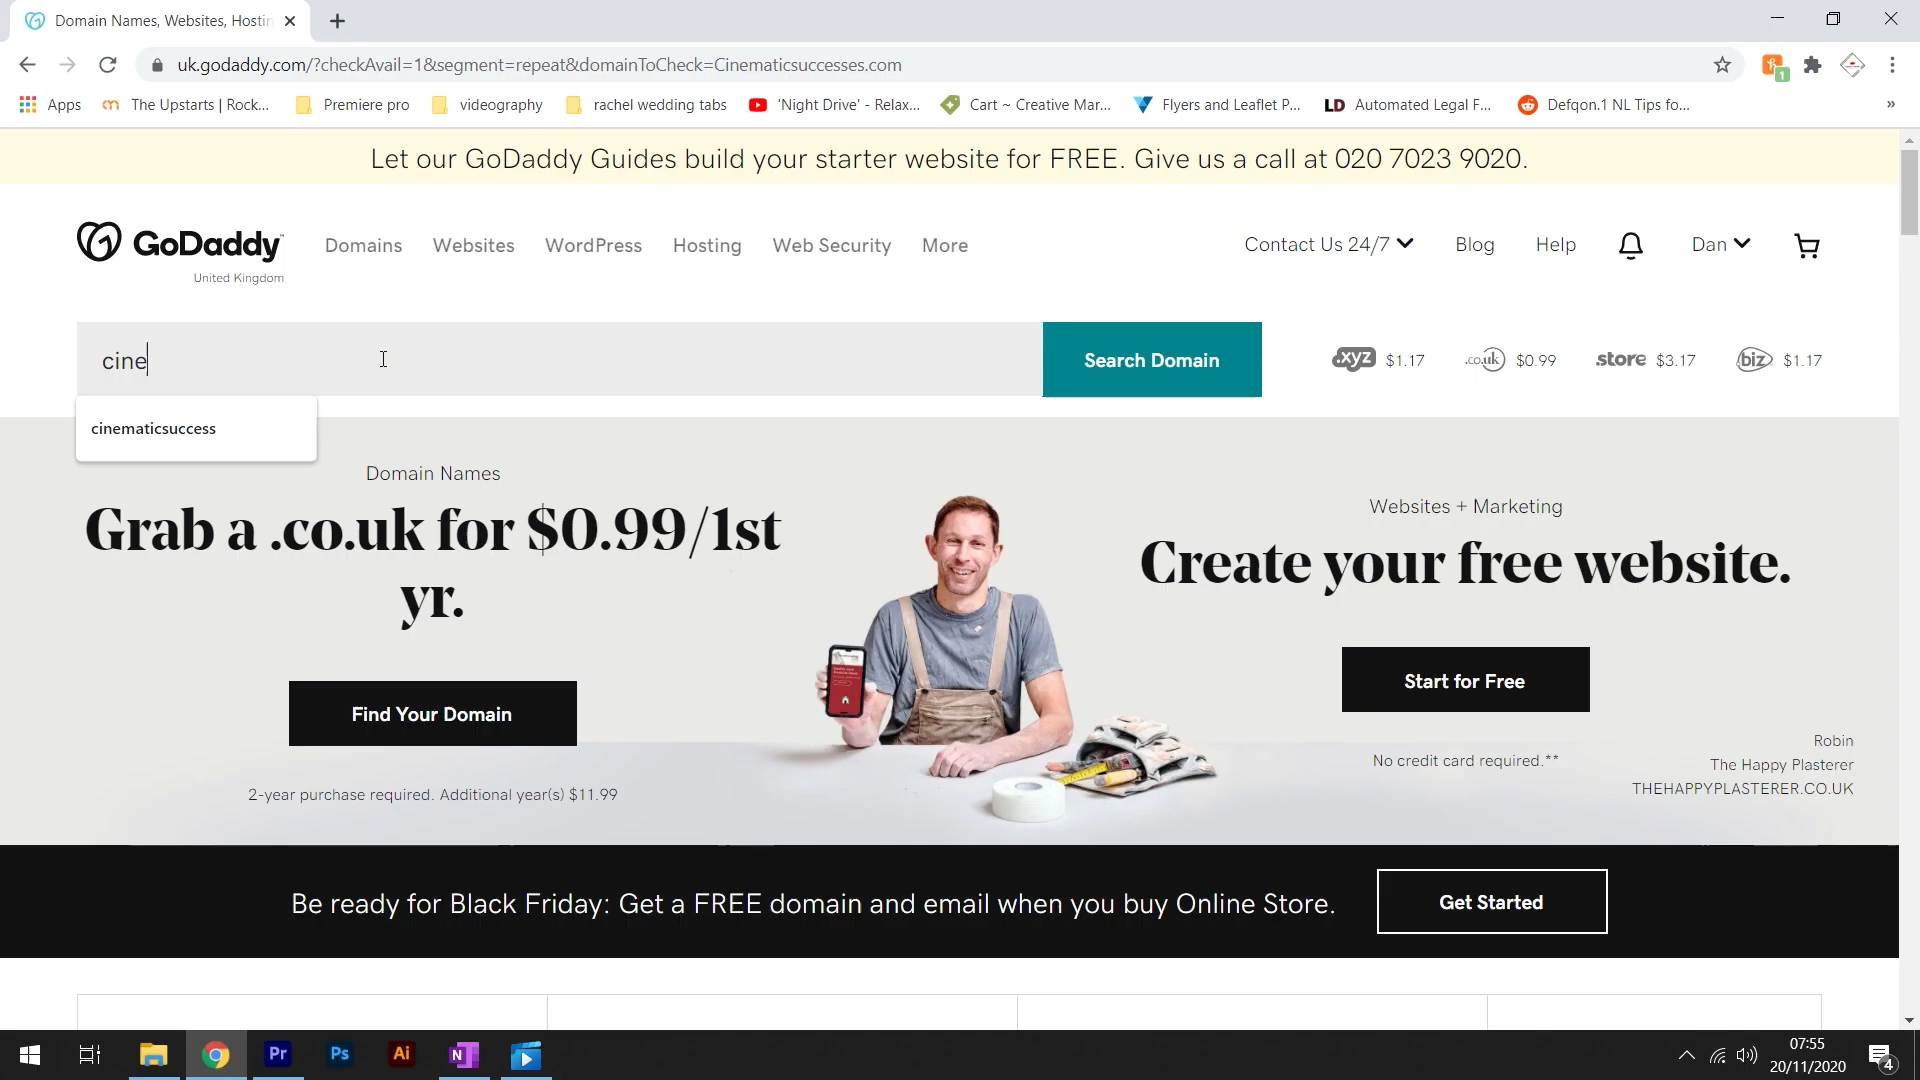 Domain Names, Websites, Hostin
uk.godaddy.com/?checkAvail=1&segment=repeat&domainToCheck=Cinematicsuccesses.com
1
Apps
The Upstarts | Rock...
Premiere pro
videography
rachel wedding tabs
'Night Drive' - Relax...
Cart ~ Creative Mar...
Flyers and Leaflet P...
LD Automated Legal F...
Defqon.1 NL Tips fo...
»
Let our GoDaddy Guides build your starter website for FREE. Give us a call at 020 7023 9020.
GoDaddy
United Kingdom
Domains
Websites
WordPress
Hosting
Web Security
More
Contact Us 24/7
Blog
Help
Dan
cine
Search Domain
.xyz $1.17
.co.uk $0.99
.store $3.17
.biz $1.17
cinematicsuccess
Domain Names
Grab a .co.uk for $0.99/1st
yr.
Find Your Domain
2-year purchase required. Additional year(s) $11.99
Websites + Marketing
Create your free website.
Start for Free
No credit card required.**
Robin
The Happy Plasterer
THEHAPPYPLASTERER.CO.UK
Be ready for Black Friday: Get a FREE domain and email when you buy Online Store.
Get Started
Pr
Ps
Ai
N
07:55
20/11/2020
4